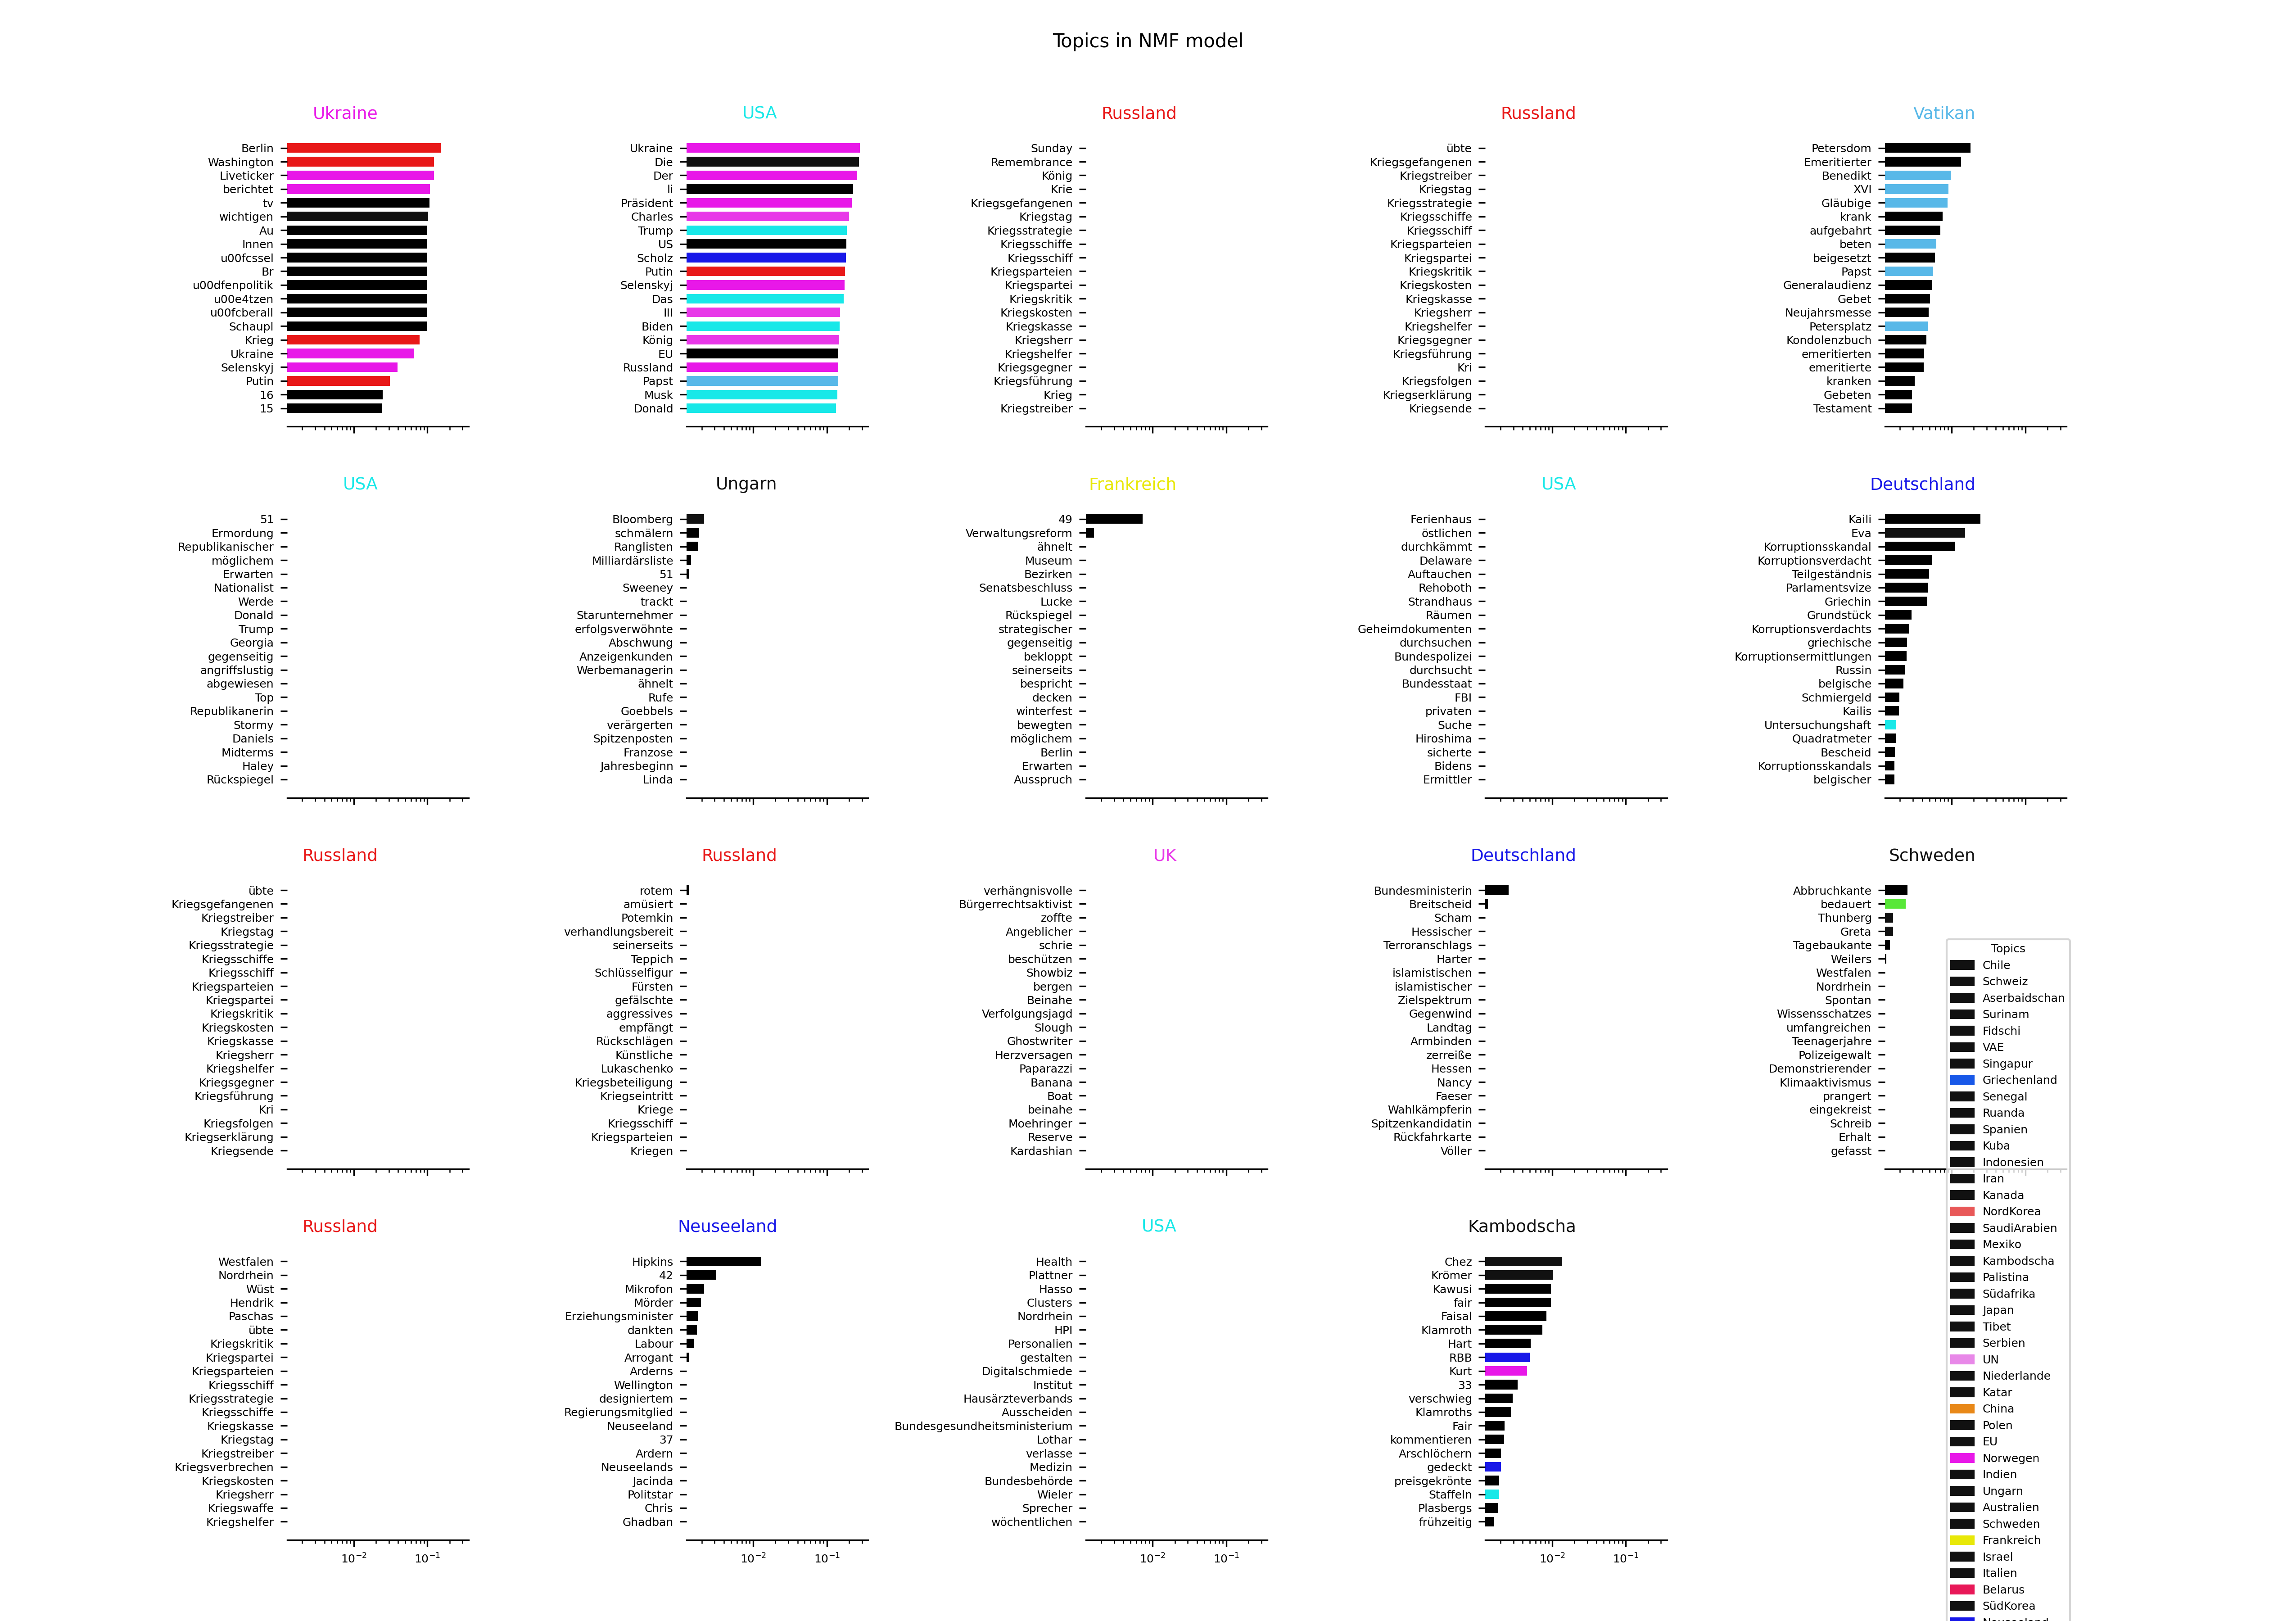 Topics in NMF model
Ukraine
Berlin
Washington
Liveticker
berichtet
tv
wichtigen
Au
Innen
u00fcssel
Br
u00dfenpolitik
u00e4tzen
u00fcberall
Schaupl
Krieg
Ukraine
Selenskyj
Putin
16
15
USA
Ukraine
Die
Der
li
Präsident
Charles
Trump
US
Scholz
Putin
Selenskyj
Das
III
Biden
König
EU
Russland
Papst
Musk
Donald
Russland
Sunday
Remembrance
König
Krie
Kriegsgefangenen
Kriegstag
Kriegsstrategie
Kriegsschiffe
Kriegsschiff
Kriegsparteien
Kriegspartei
Kriegskritik
Kriegskosten
Kriegskasse
Kriegsherr
Kriegshelfer
Kriegsgegner
Kriegsführung
Krieg
Kriegstreiber
Russland
übte
Kriegsgefangenen
Kriegstreiber
Kriegstag
Kriegsstrategie
Kriegsschiffe
Kriegsschiff
Kriegsparteien
Kriegspartei
Kriegskritik
Kriegskosten
Kriegskasse
Kriegsherr
Kriegshelfer
Kriegsgegner
Kriegsführung
Kri
Kriegsfolgen
Kriegserklärung
Kriegsende
Vatikan
Petersdom
Emeritierter
Benedikt
XVI
Gläubige
krank
aufgebahrt
beten
beigesetzt
Papst
Generalaudienz
Gebet
Neujahrsmesse
Petersplatz
Kondolenzbuch
emeritierten
emeritierte
kranken
Gebeten
Testament
USA
51
Ermordung
Republikanischer
möglichem
Erwarten
Nationalist
Werde
Donald
Trump
Georgia
gegenseitig
angriffslustig
abgewiesen
Top
Republikanerin
Stormy
Daniels
Midterms
Haley
Rückspiegel
Ungarn
Bloomberg
schmälern
Ranglisten
Milliardärsliste
51
Sweeney
trackt
Starunternehmer
erfolgsverwöhnte
Abschwung
Anzeigenkunden
Werbemanagerin
ähnelt
Rufe
Goebbels
verärgerten
Spitzenposten
Franzose
Jahresbeginn
Linda
Frankreich
49
Verwaltungsreform
ähnelt
Museum
Bezirken
Senatsbeschluss
Lucke
Rückspiegel
strategischer
gegenseitig
bekloppt
seinerseits
bespricht
decken
winterfest
bewegten
möglichem
Berlin
Erwarten
Ausspruch
USA
Ferienhaus
östlichen
durchkämmt
Delaware
Auftauchen
Rehoboth
Strandhaus
Räumen
Geheimdokumenten
durchsuchen
Bundespolizei
durchsucht
Bundesstaat
FBI
privaten
Suche
Hiroshima
sicherte
Bidens
Ermittler
Deutschland
Kaili
Eva
Korruptionsskandal
Korruptionsverdacht
Teilgeständnis
Parlamentsvize
Griechin
Grundstück
Korruptionsverdachts
griechische
Korruptionsermittlungen
Russin
belgische
Schmiergeld
Kailis
Untersuchungshaft
Quadratmeter
Bescheid
Korruptionsskandals
belgischer
Russland
übte
Kriegsgefangenen
Kriegstreiber
Kriegstag
Kriegsstrategie
Kriegsschiffe
Kriegsschiff
Kriegsparteien
Kriegspartei
Kriegskritik
Kriegskosten
Kriegskasse
Kriegsherr
Kriegshelfer
Kriegsgegner
Kriegsführung
Kri
Kriegsfolgen
Kriegserklärung
Kriegsende
Russland
rotem
amüsiert
Potemkin
verhandlungsbereit
seinerseits
Teppich
Schlüsselfigur
Fürsten
gefälschte
aggressives
empfängt
Rückschlägen
Künstliche
Lukaschenko
Kriegsbeteiligung
Kriegseintritt
Kriege
Kriegsschiff
Kriegsparteien
Kriegen
UK
verhängnisvolle
Bürgerrechtsaktivist
zoffte
Angeblicher
schrie
beschützen
Showbiz
bergen
Beinahe
Verfolgungsjagd
Slough
Ghostwriter
Herzversagen
Paparazzi
Banana
Boat
beinahe
Moehringer
Reserve
Kardashian
Deutschland
Bundesministerin
Breitscheid
Scham
Hessischer
Terroranschlags
Harter
islamistischen
islamistischer
Zielspektrum
Gegenwind
Landtag
Armbinden
zerreiße
Hessen
Nancy
Faeser
Wahlkämpferin
Spitzenkandidatin
Rückfahrkarte
Völler
Schweden
Abbruchkante
bedauert
Thunberg
Greta
Tagebaukante
Weilers
Westfalen
Nordrhein
Spontan
Wissensschatzes
umfangreichen
Teenagerjahre
Polizeigewalt
Demonstrierender
Klimaaktivismus
prangert
eingekreist
Schreib
Erhalt
gefasst
Russland
Westfalen
Nordrhein
Wüst
Hendrik
Paschas
übte
Kriegskritik
Kriegspartei
Kriegsparteien
Kriegsschiff
Kriegsstrategie
Kriegsschiffe
Kriegskasse
Kriegstag
Kriegstreiber
Kriegsverbrechen
Kriegskosten
Kriegsherr
Kriegswaffe
Kriegshelfer
10⁻² 10⁻¹
Neuseeland
Hipkins
42
Mikrofon
Mörder
Erziehungsminister
dankten
Labour
Arrogant
Arderns
Wellington
designiertem
Regierungsmitglied
Neuseeland
37
Ardern
Neuseelands
Jacinda
Politstar
Chris
Ghadban
10⁻² 10⁻¹
USA
Health
Plattner
Hasso
Clusters
Nordrhein
HPI
Personalien
gestalten
Digitalschmiede
Institut
Hausärzteverbands
Ausscheiden
Bundesgesundheitsministerium
Lothar
verlasse
Medizin
Bundesbehörde
Wieler
Sprecher
wöchentlichen
10⁻² 10⁻¹
Kambodscha
Chez
Krömer
Kawusi
fair
Faisal
Klamroth
Hart
RBB
Kurt
33
verschwieg
Klamroths
Fair
kommentieren
Arschlöchern
gedeckt
preisgekrönte
Staffeln
Plasbergs
frühzeitig
10⁻² 10⁻¹
Topics
Chile
Schweiz
Aserbaidschan
Surinam
Fidschi
VAE
Singapur
Griechenland
Senegal
Ruanda
Spanien
Kuba
Indonesien
Iran
Kanada
NordKorea
SaudiArabien
Mexiko
Kambodscha
Palistina
Südafrika
Japan
Tibet
Serbien
UN
Niederlande
Katar
China
Polen
EU
Norwegen
Indien
Ungarn
Australien
Schweden
Frankreich
Israel
Italien
Belarus
SüdKorea